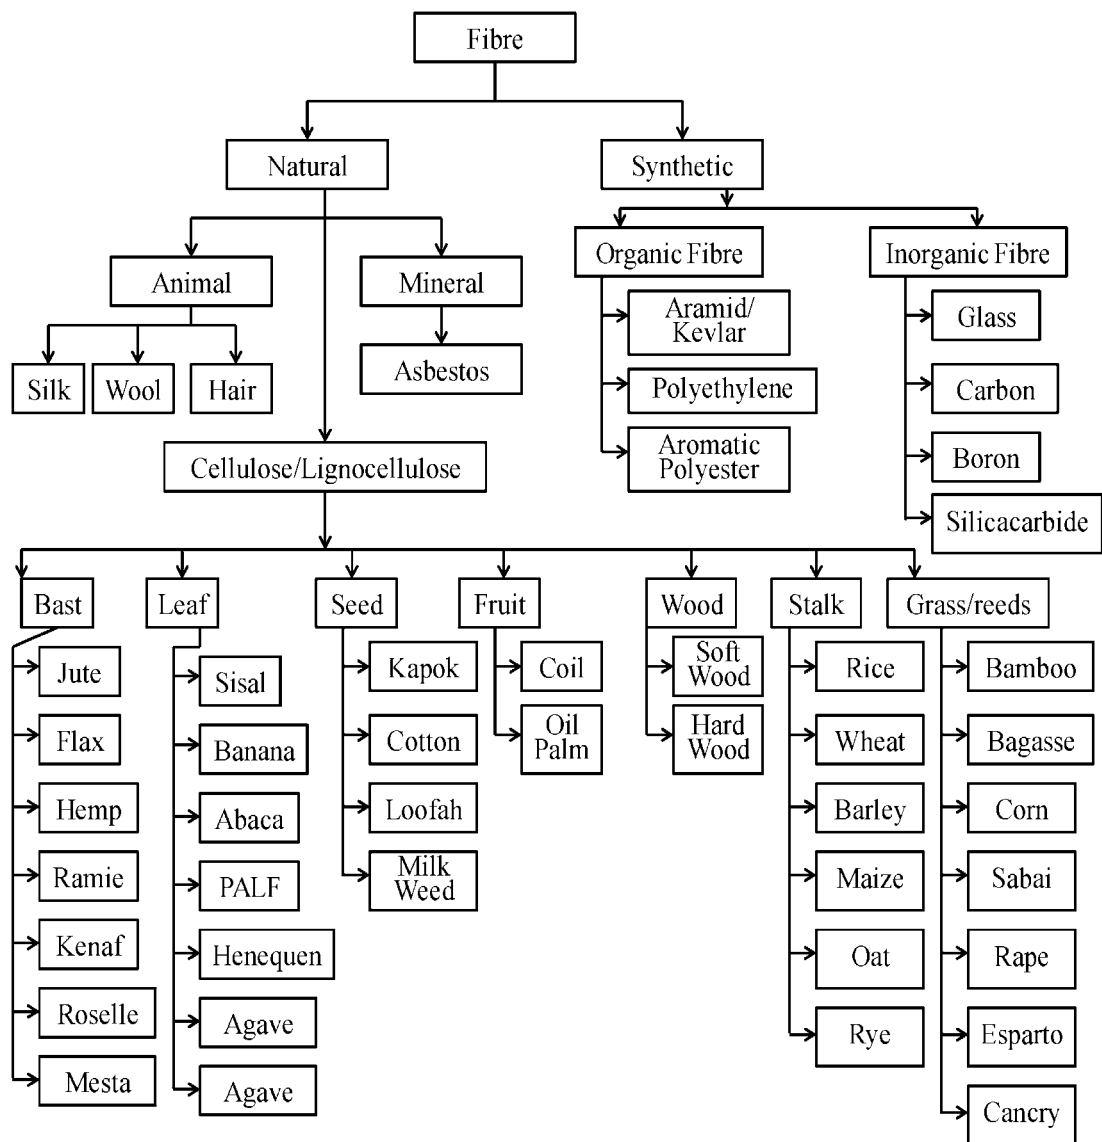 Fibre
Natural
Synthetic
Organic Fibre
Inorganic Fibre
Animal
Mineral
Aramid/
Kevlar
Glass
Silk
Wool
Hair
Asbestos
Polyethylene
Carbon
Cellulose/Lignocellulose
Aromatic
Polyester
Boron
Silicacarbide
Bast
Leaf
Seed
Fruit
Wood
Stalk
Grass/reeds
Jute
Flax
Hemp
Ramie
Kenaf
Roselle
Mesta
Sisal
Banana
Abaca
PALF
Henequen
Agave
Agave
Kapok
Cotton
Loofah
Milk
Weed
Coil
Oil
Palm
Soft
Wood
Hard
Wood
Rice
Wheat
Barley
Maize
Oat
Rye
Bamboo
Bagasse
Corn
Sabai
Rape
Esparto
Cancry